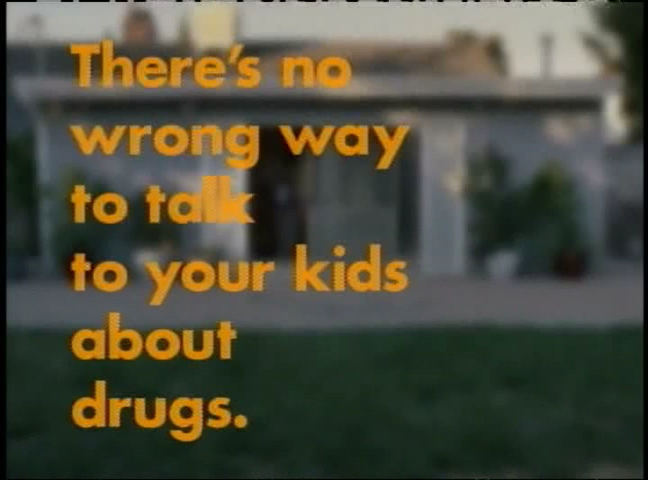 There's no
wrong way
to talk
to your kids
about
drugs.